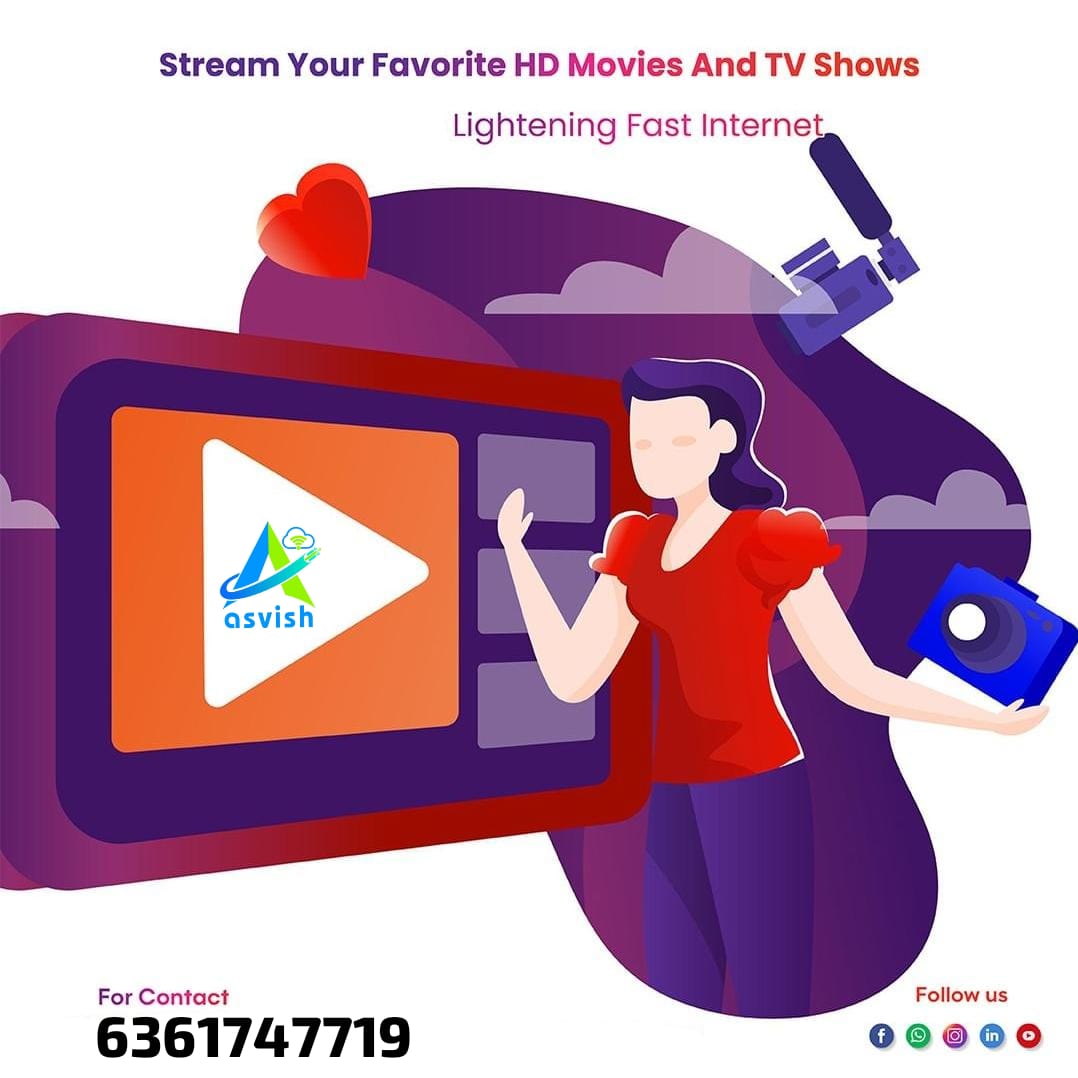 Stream Your Favorite HD Movies And TV Shows
Lightening Fast Internet
asvish
For Contact
6361747719
Follow us